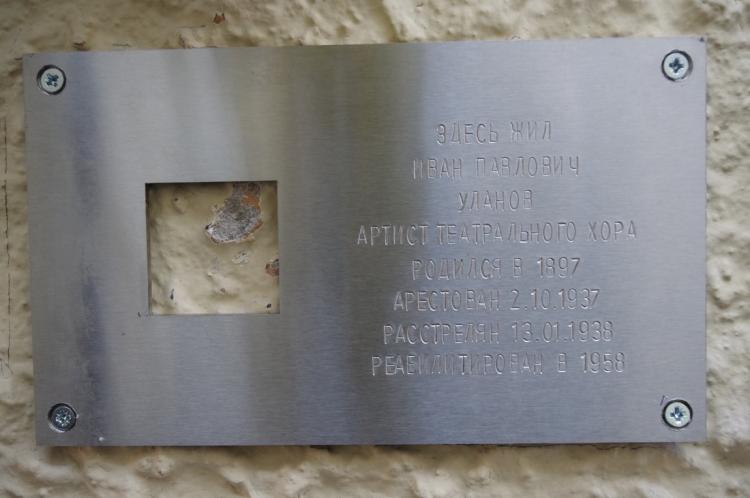 ЗДЕСЬ ЖИЛ
ИВАН ПАВЛОВИЧ
УЛАНОВ
АРТИСТ ТЕАТРАЛЬНОГО ХОРА
РОДИЛСЯ В 1897
АРЕСТОВАН 2.10.1937
РАССТРЕЛЯН 13.01.1938
РЕАБИЛИТИРОВАН В 1958